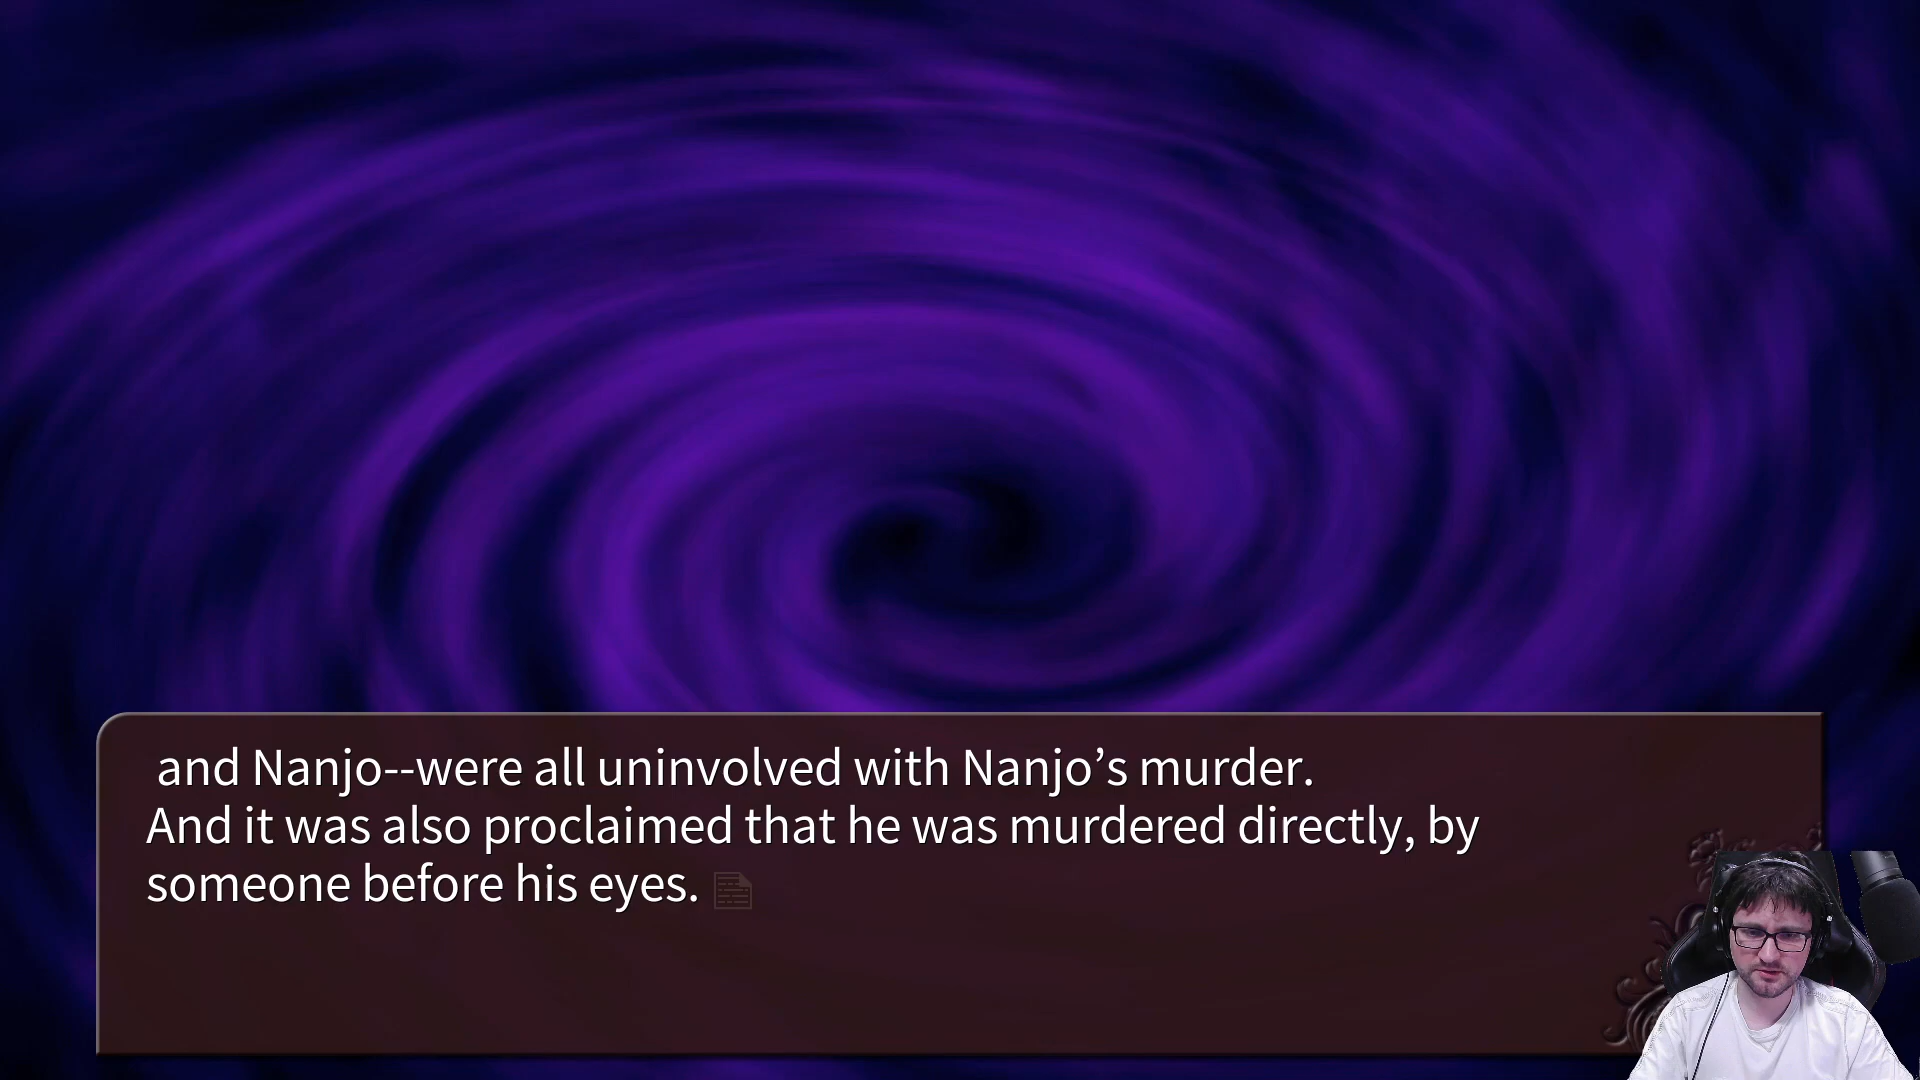 and Nanjo--were all uninvolved with Nanjo’s murder.
And it was also proclaimed that he was murdered directly, by
someone before his eyes.